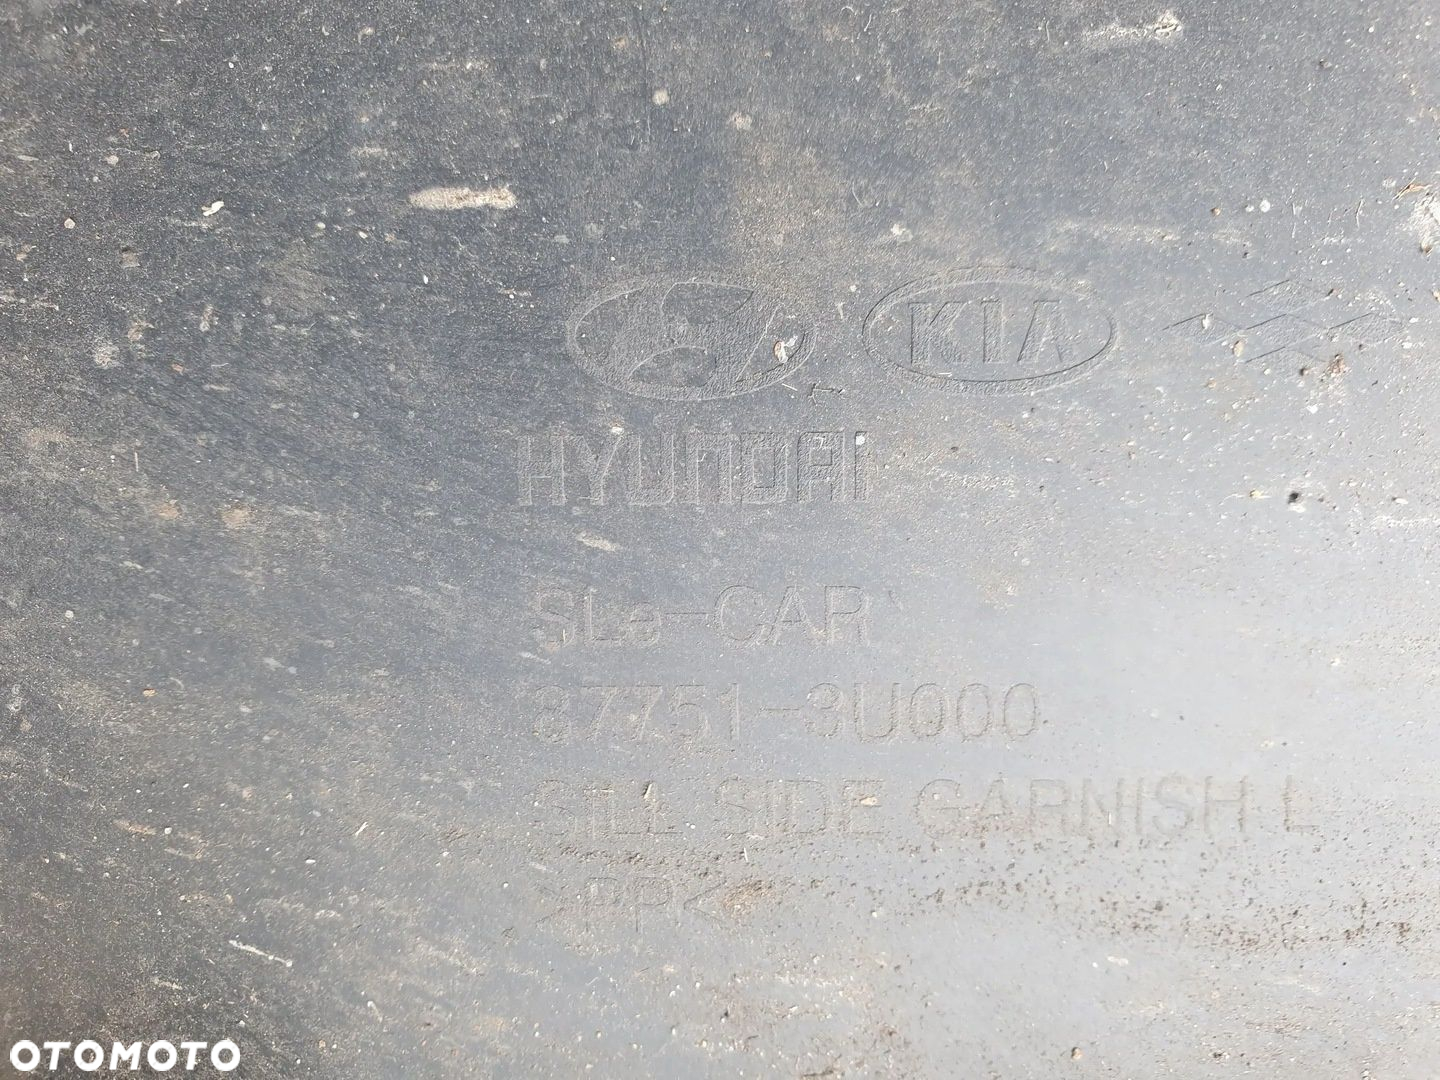 KIA
HYUNDAI
SLe-CAR
87751-3U000
SILL SIDE GARNISH L
>PP<
OTOMOTO